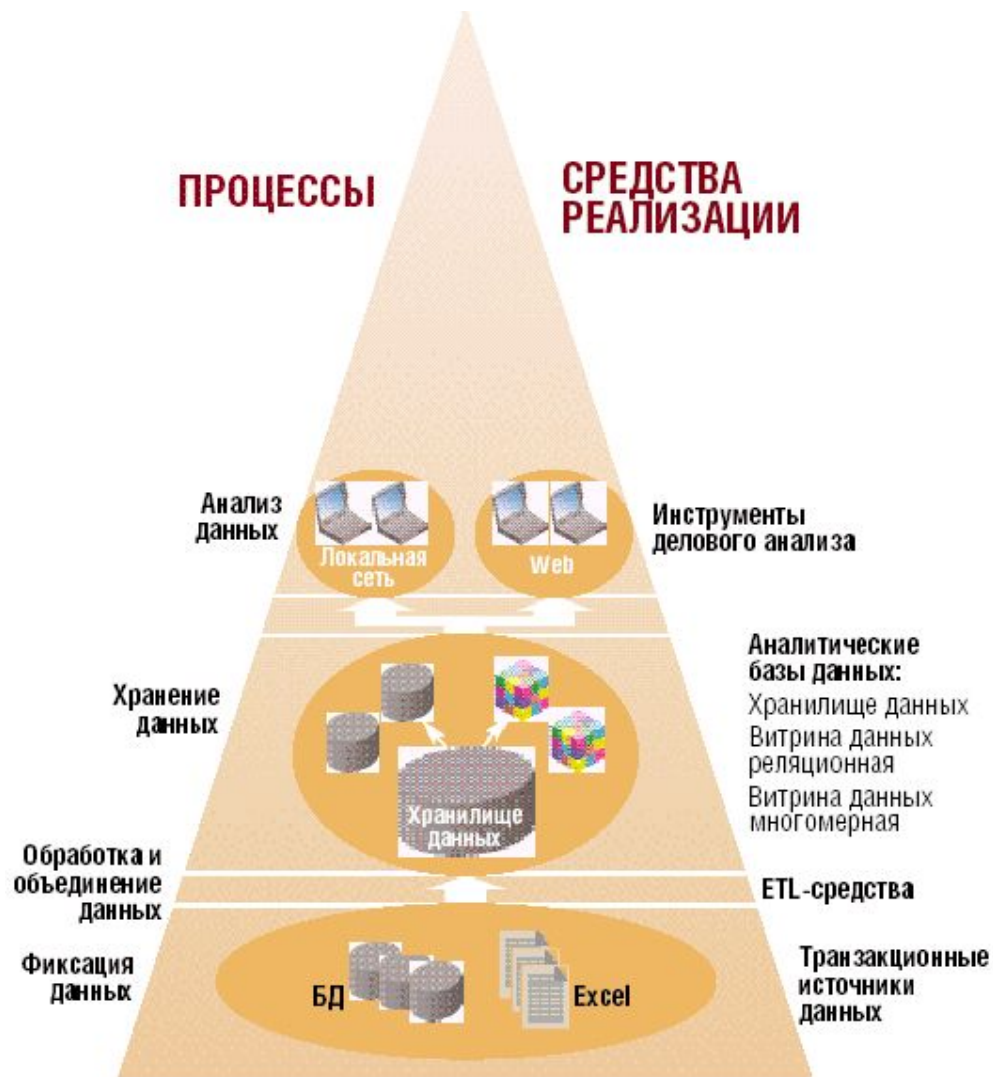 ПРОЦЕССЫ
СРЕДСТВА
РЕАЛИЗАЦИИ
Анализ
данных
Локальная
сеть
Web
Инструменты
делового анализа
Хранение
данных
Хранилище
данных
Аналитические
базы данных:
Хранилище данных
Витрина данных
реляционная
Витрина данных
многомерная
Обработка и
объединение
данных
ETL-средства
Фиксация
данных
БД
Excel
Транзакционные
источники
данных